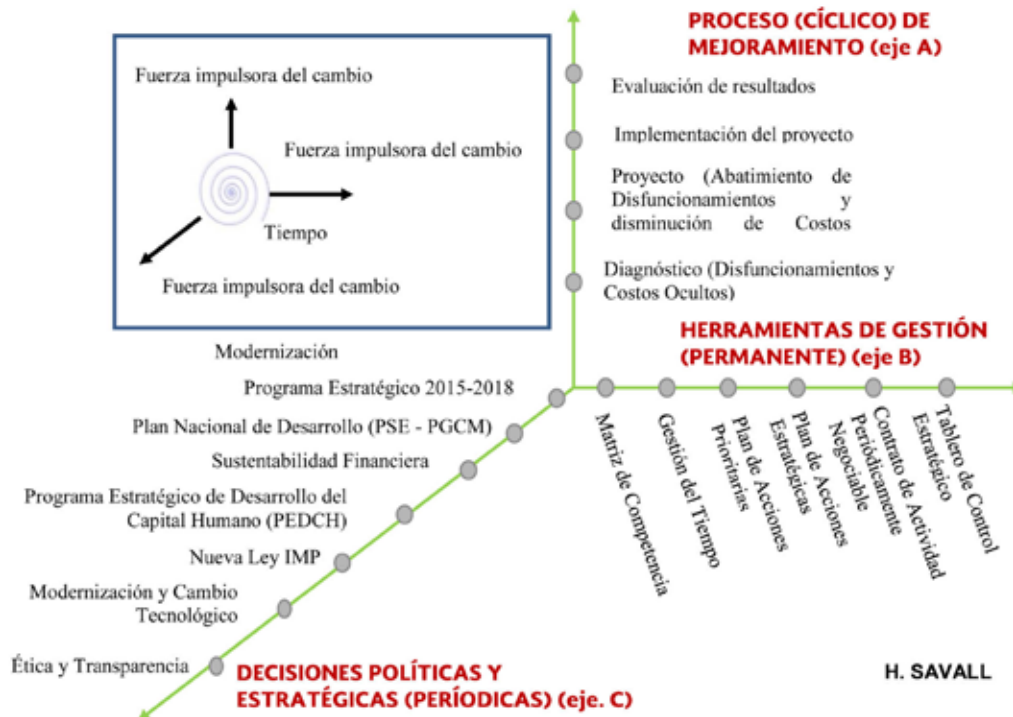 PROCESO (CÍCLICO) DE
MEJORAMIENTO (eje A)
Fuerza impulsora del cambio
Fuerza impulsora del cambio
Tiempo
Fuerza impulsora del cambio
Evaluación de resultados
Implementación del proyecto
Proyecto (Abatimiento de
Disfuncionamientos y
disminución de Costos
Diagnóstico (Disfuncionamientos y
Costos Ocultos)
HERRAMIENTAS DE GESTIÓN
(PERMANENTE) (eje B)
Matriz de Competencia
Gestión del Tiempo
Plan de Acciones
Prioritarias
Plan de Acciones
Estratégicas
Contrato de Actividad
Periódicamente
Negociable
Tablero de Control
Estratégico
Modernización
Programa Estratégico 2015-2018
Plan Nacional de Desarrollo (PSE - PGCM)
Sustentabilidad Financiera
Programa Estratégico de Desarrollo del
Capital Humano (PEDCH)
Nueva Ley IMP
Modernización y Cambio
Tecnológico
Ética y Transparencia
DECISIONES POLÍTICAS Y
ESTRATÉGICAS (PERÍODICAS) (eje. C)
H. SAVALL